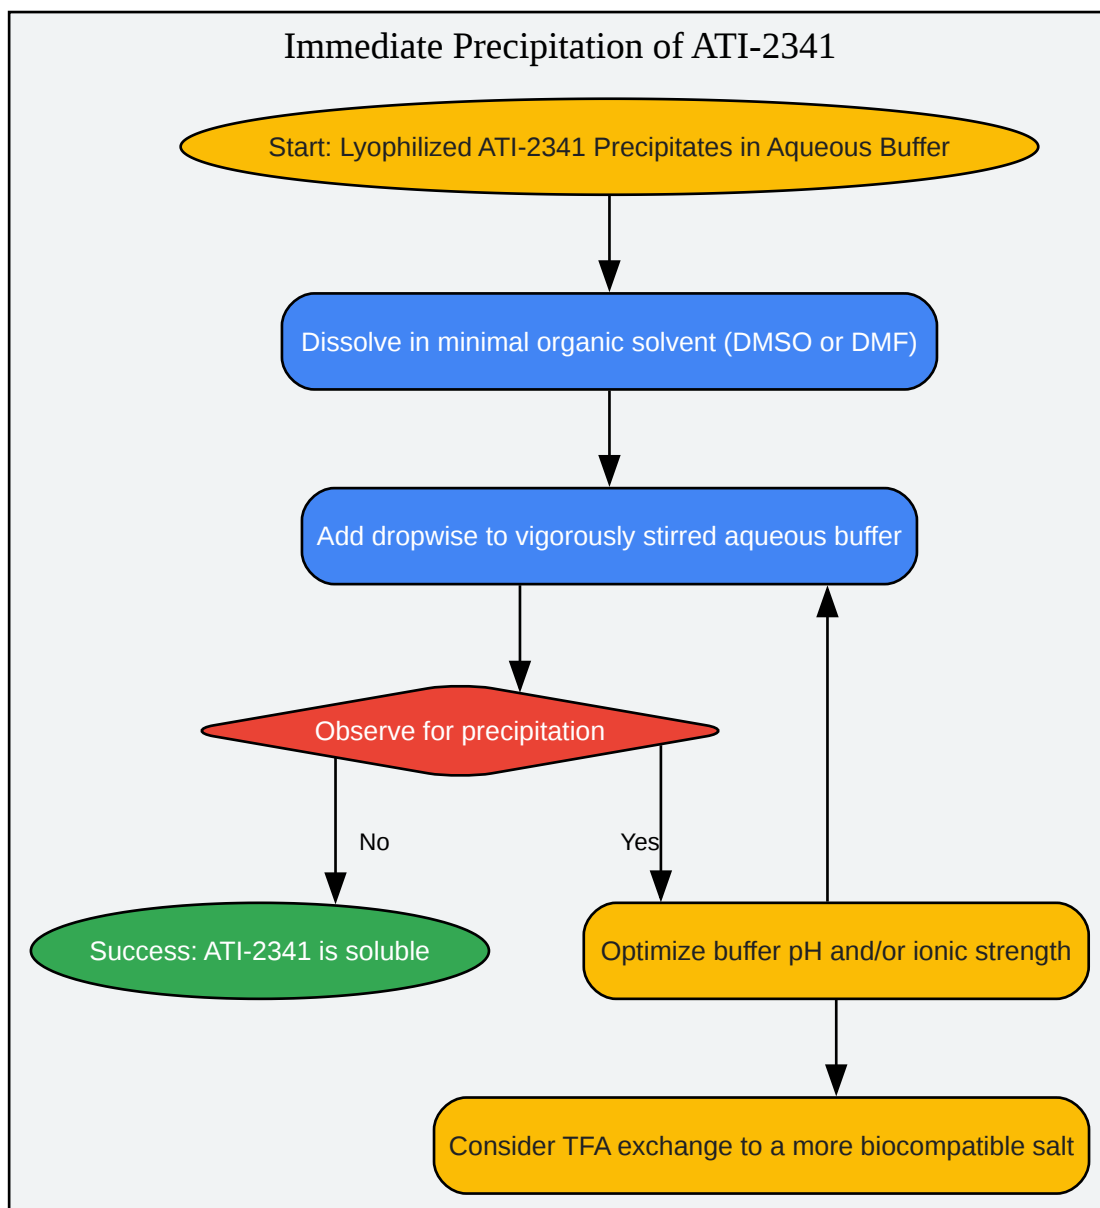 Immediate Precipitation of ATI-2341
Start: Lyophilized ATI-2341 Precipitates in Aqueous Buffer
Dissolve in minimal organic solvent (DMSO or DMF)
Add dropwise to vigorously stirred aqueous buffer
Observe for precipitation
No
Yes
Success: ATI-2341 is soluble
Optimize buffer pH and/or ionic strength
Consider TFA exchange to a more biocompatible salt